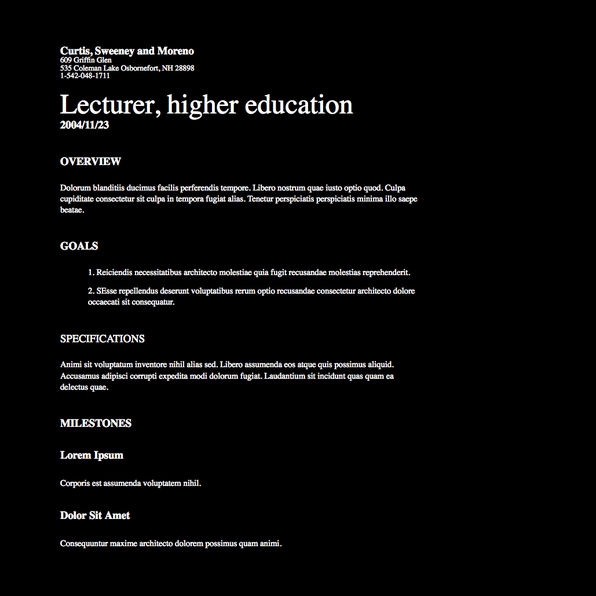 Curtis, Sweeney and Moreno
609 Griffin Glen
535 Coleman Lake Osbornefort, NH 28898
1-542-048-1711
Lecturer, higher education
2004/11/23
OVERVIEW
Dolorum blanditiis ducimus facilis perferendis tempore. Libero nostrum quae iusto optio quod. Culpa
cupiditate consectetur sit culpa in tempora fugiat alias. Tenetur perspiciatis perspiciatis minima illo saepe
beatae.
GOALS
1. Reiciendis necessitatibus architecto molestiae quia fugit recusandae molestias reprehenderit.
2. SEsse repellendus deserunt voluptatibus rerum optio recusandae consectetur architecto dolore
occaecati sit consequatur.
SPECIFICATIONS
Animi sit voluptatum inventore nihil alias sed. Libero assumenda eos atque quis possimus aliquid.
Accusamus adipisci corrupti expedita modi dolorum fugiat. Laudantium sit incidunt quas quam ea
delectus quae.
MILESTONES
Lorem Ipsum
Corporis est assumenda voluptatem nihil.
Dolor Sit Amet
Consequuntur maxime architecto dolorem possimus quam animi.